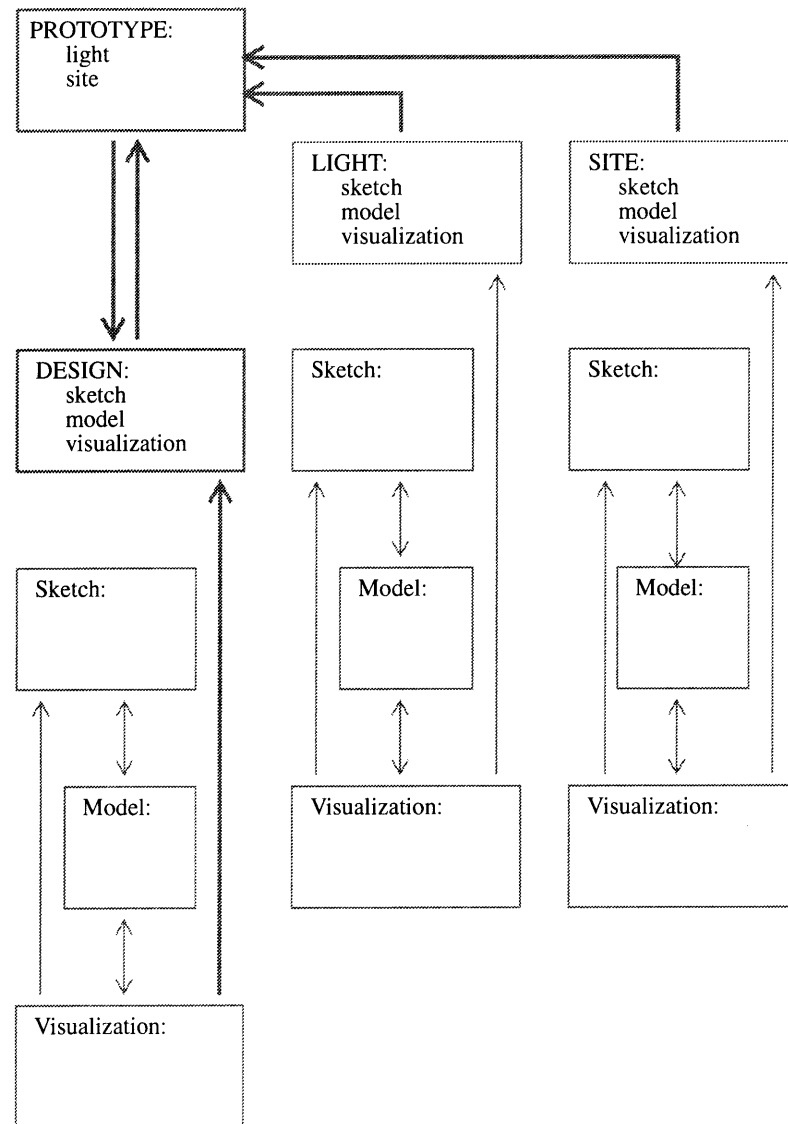 PROTOTYPE:
light
site
LIGHT:
sketch
model
visualization
SITE:
sketch
model
visualization
DESIGN:
sketch
model
visualization
Sketch:
Sketch:
Sketch:
Model:
Model:
Model:
Visualization:
Visualization:
Visualization: